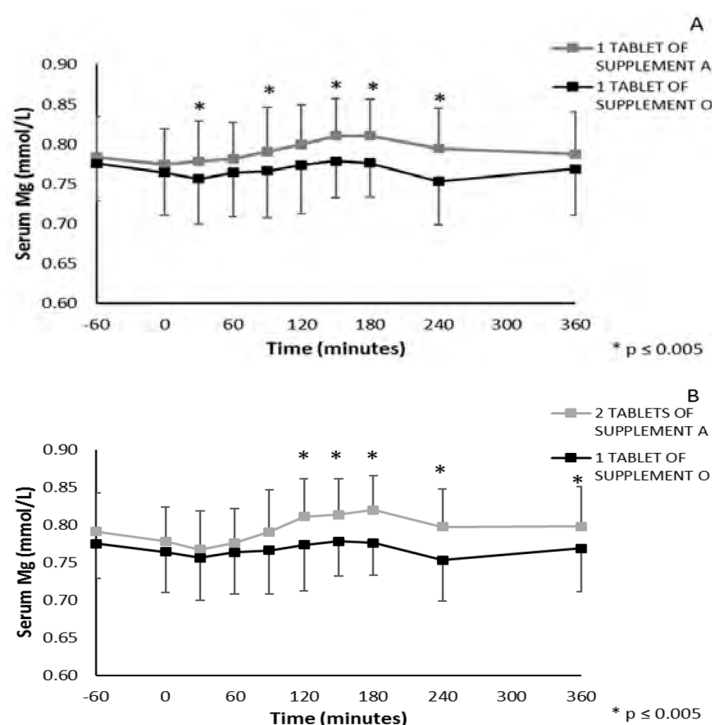 A
1 TABLET OF
SUPPLEMENT A
1 TABLET OF
SUPPLEMENT O
0.90
0.85
0.80
0.75
0.70
0.65
0.60
Serum Mg (mmol/L)
* * * * *
-60 0 60 120 180 240 300 360
Time (minutes)
* p ≤ 0.005
B
2 TABLETS OF
SUPPLEMENT A
1 TABLET OF
SUPPLEMENT O
0.90
0.85
0.80
0.75
0.70
0.65
0.60
Serum Mg (mmol/L)
* * * * *
-60 0 60 120 180 240 300 360
Time (minutes)
* p ≤ 0.005